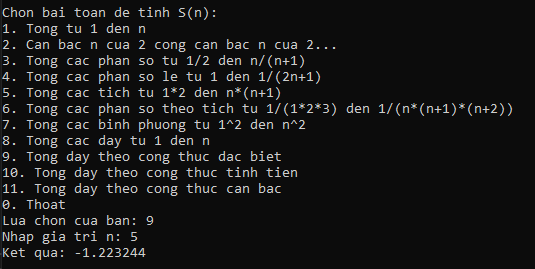 Chon bai toan de tinh S(n):
1. Tong tu 1 den n
2. Can bac n cua 2 cong can bac n cua 2...
3. Tong cac phan so tu 1/2 den n/(n+1)
4. Tong cac phan so le tu 1 den 1/(2n+1)
5. Tong cac tich tu 1*2 den n*(n+1)
6. Tong cac phan so theo tich tu 1/(1*2*3) den 1/(n*(n+1)*(n+2))
7. Tong cac binh phuong tu 1^2 den n^2
8. Tong cac day tu 1 den n
9. Tong day theo cong thuc dac biet
10. Tong day theo cong thuc tinh tien
11. Tong day theo cong thuc can bac
0. Thoat
Lua chon cua ban: 9
Nhap gia tri n: 5
Ket qua: -1.223244